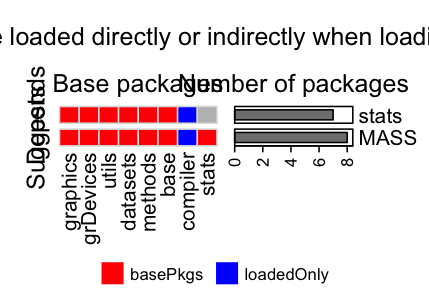 e loaded directly or indirectly when loadi
Base packages
Number of packages
Depends
Suggests
stats
MASS
graphics
grDevices
utils
datasets
methods
base
compiler
stats
0
2
4
6
8
basePkgs
loadedOnly